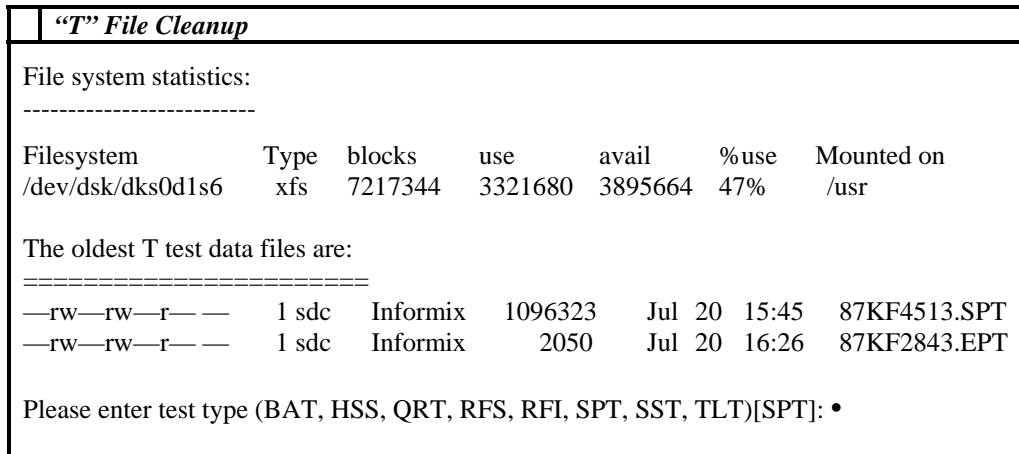 “T” File Cleanup
File system statistics:
--------------------------
Filesystem Type blocks use avail %use Mounted on
/dev/dsk/dks0d1s6 xfs 7217344 3321680 3895664 47% /usr
The oldest T test data files are:
=======================
—rw—rw—r— — 1 sdc Informix 1096323 Jul 20 15:45 87KF4513.SPT
—rw—rw—r— — 1 sdc Informix 2050 Jul 20 16:26 87KF2843.EPT
Please enter test type (BAT, HSS, QRT, RFS, RFI, SPT, SST, TLT)[SPT]: •